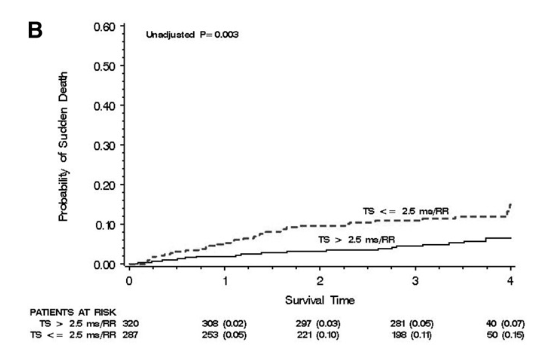 B
Unadjusted P=0.003
Probability of Sudden Death
0.60
0.50
0.40
0.30
0.20
0.10
0.00
TS <= 2.5 ms/RR
TS > 2.5 ms/RR
0 1 2 3 4
Survival Time
PATIENTS AT RISK
TS > 2.5 ms/RR 320 308 (0.02) 297 (0.03) 281 (0.05) 40 (0.07)
TS <= 2.5 ms/RR 287 253 (0.05) 221 (0.10) 198 (0.11) 50 (0.15)